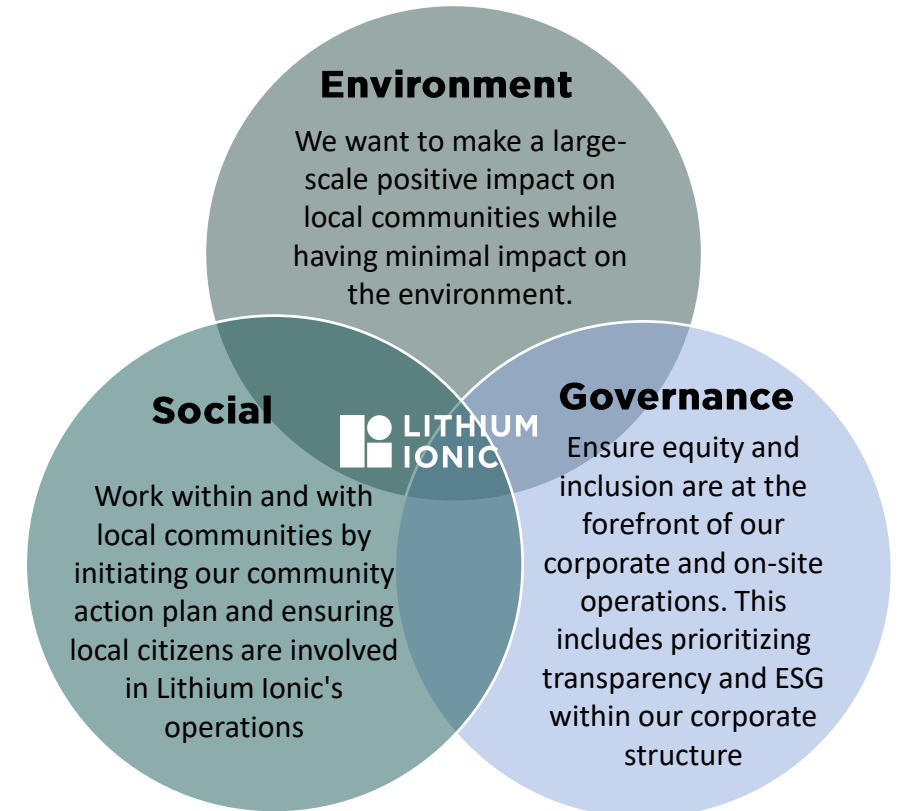 Environment
We want to make a large-
scale positive impact on
local communities while
having minimal impact on
the environment.
Social
Work within and with
local communities by
initiating our community
action plan and ensuring
local citizens are involved
in Lithium Ionic's
operations
LITHIUM
IONIC
Governance
Ensure equity and
inclusion are at the
forefront of our
corporate and on-site
operations. This
includes prioritizing
transparency and ESG
within our corporate
structure